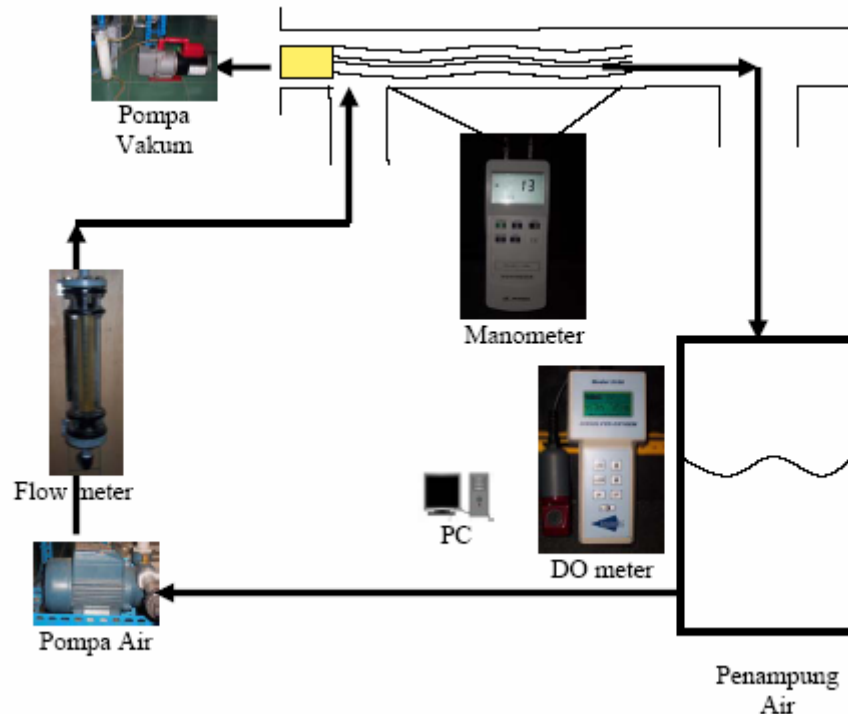 Pompa
Vakum
13
Manometer
Flow meter
PC
DO meter
Pompa Air
Penampung
Air